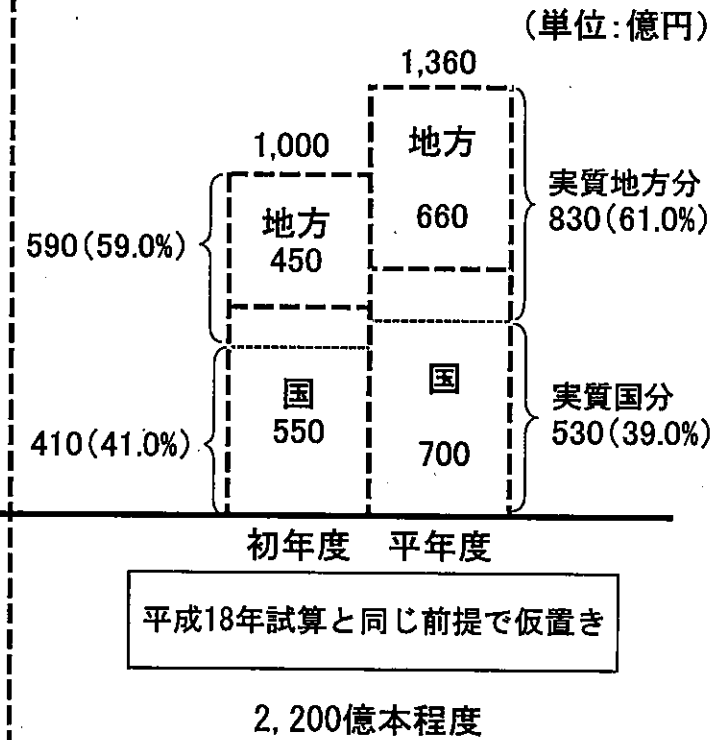 (単位:億円)
1,360
1,000
地方
660
実質地方分
830(61.0%)
590(59.0%)
地方
450
国
550
国
700
実質国分
530(39.0%)
410(41.0%)
初年度 平年度
平成18年試算と同じ前提で仮置き
2,200億本程度